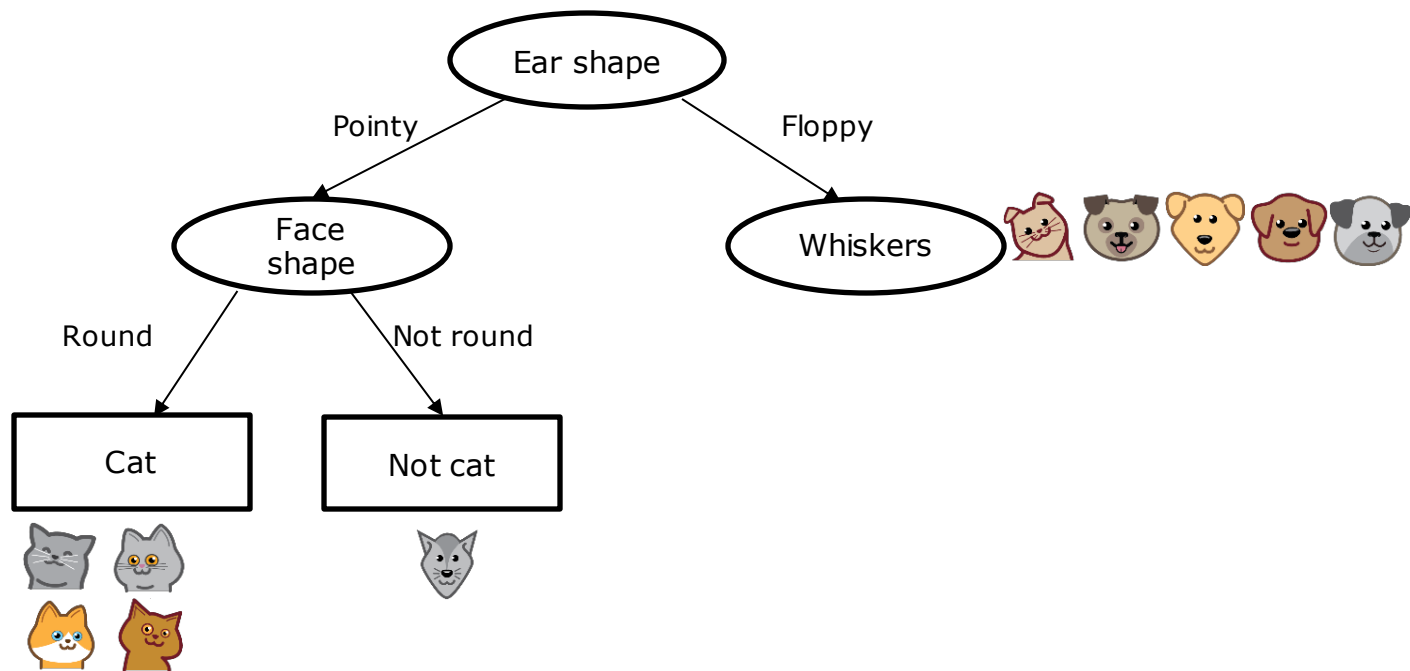 Ear shape
Pointy
Floppy
Face
shape
Whiskers
Round
Not round
Cat
Not cat